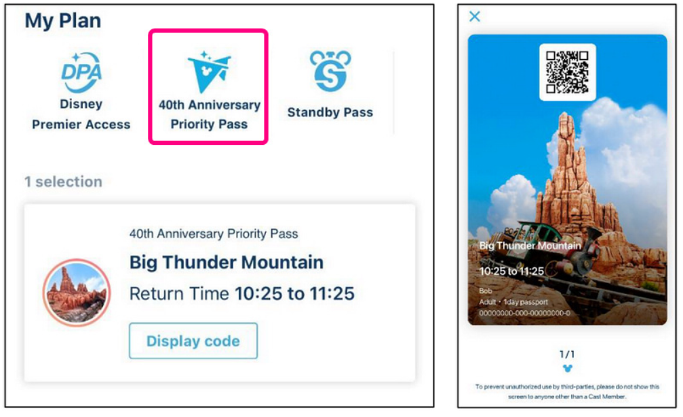 My Plan
DPA
Disney
Premier Access
40th Anniversary
Priority Pass
S
Standby Pass
1 selection
40th Anniversary Priority Pass
Big Thunder Mountain
Return Time 10:25 to 11:25
Display code
Big Thunder Mountain
10:25 to 11:25
Bob
Adult • 1day passport
00000000-000-00000000-0
1/1
To prevent unauthorized use by third-parties, please do not show this
screen to anyone other than a Cast Member.